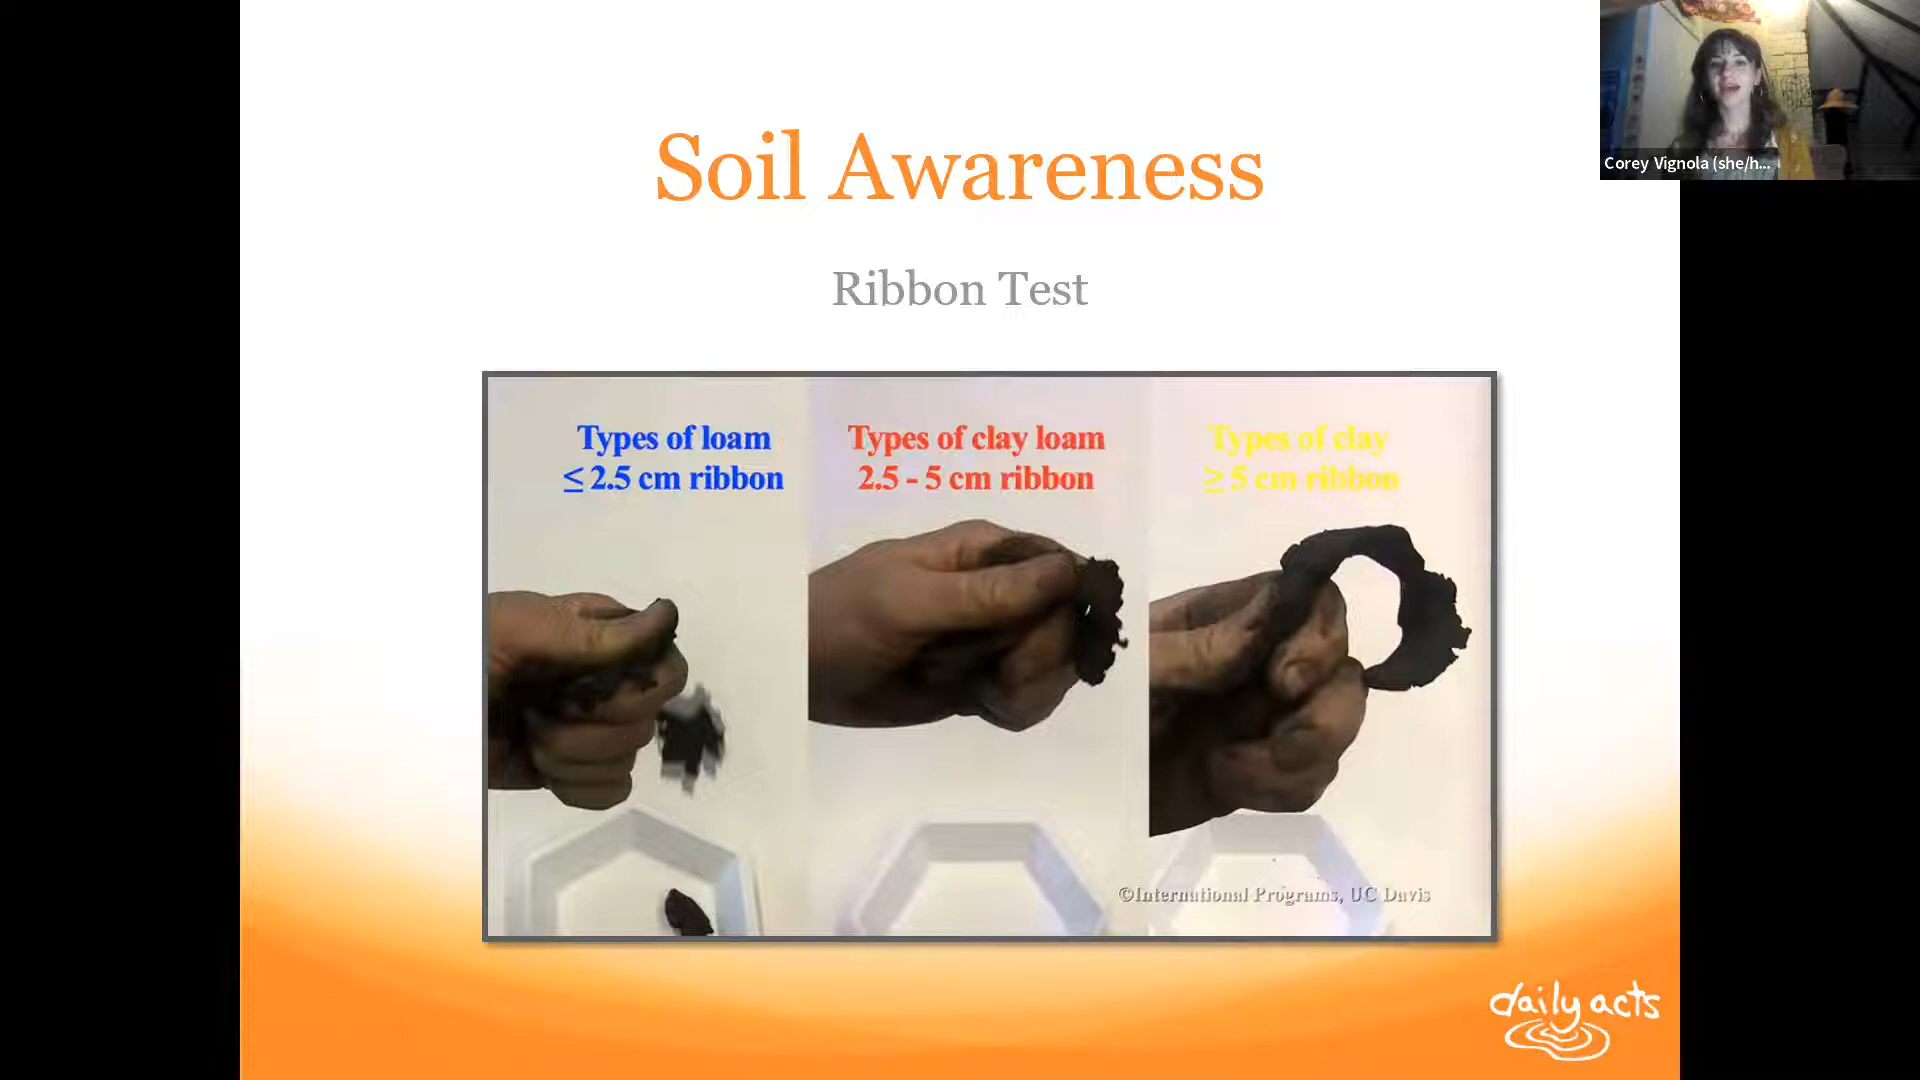 Soil Awareness
Corey Vignola (she/h...
Ribbon Test
Types of loam
≤ 2.5 cm ribbon
Types of clay loam
2.5 - 5 cm ribbon
Types of clay
≥ 5 cm ribbon
©International Programs, UC Davis
daily acts